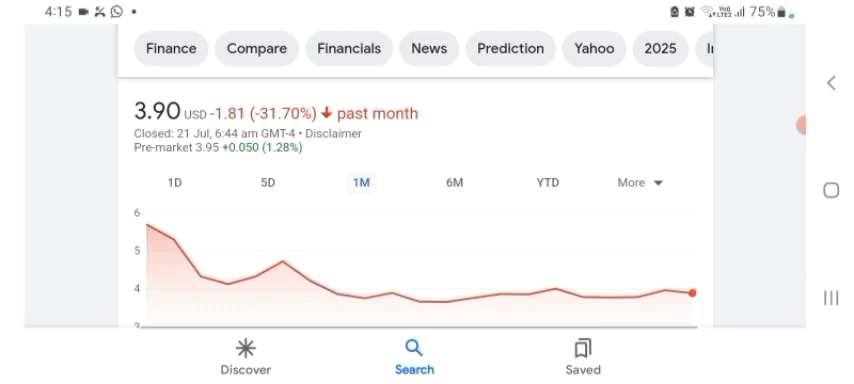 4:15 75%
Finance Compare Financials News Prediction Yahoo 2025
3.90 USD -1.81 (-31.70%) past month
Closed: 21 Jul, 6:44 am GMT-4 • Disclaimer
Pre-market 3.95 +0.050 (1.28%)
1D 5D 1M 6M YTD More
6
5
4
3
Discover Search Saved